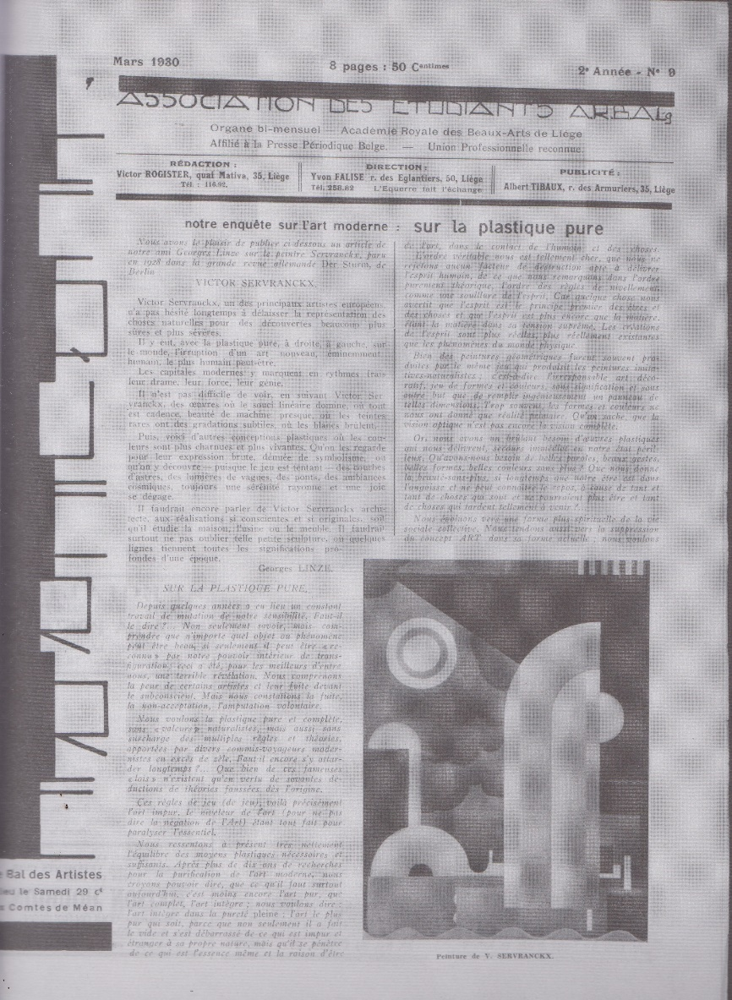 Mars 1930
8 pages : 50 Centimes
2e Année - No 9
ASSOCIATION DES ETUDIANTS ARBALg
Organe bi-mensuel — Académie Royale des Beaux-Arts de Liège
Affilié à la Presse Périodique Belge. — Union Professionnelle reconnue.
RÉDACTION :
Victor ROGISTER, quai Mativa, 35, Liège
Tél. : 116.92.
DIRECTION :
Yvon FALISE r. des Eglantiers, 50, Liège
Tél. 258.82 L'Equerre fait l'échange
PUBLICITÉ :
Albert TIBAUX, r. des Armuriers, 35, Liège
notre enquête sur l'art moderne : sur la plastique pure
Nous avons le plaisir de publier ci-dessous un article de
notre ami Georges Linze sur le peintre Servranckx, paru
en 1928 dans la grande revue allemande Der Sturm, de
Berlin
VICTOR SERVRANCKX.
Victor Servranckx, un des principaux artistes européens,
n'a pas hésité longtemps à délaisser la représentation des
choses naturelles pour des découvertes beaucoup plus
sûres et plus sévères.
Il y eut, avec la plastique pure, à droite, à gauche, sur
le monde, l'irruption d'un art nouveau, éminemment
humain, le plus humain peut-être.
Les capitales modernes y marquent en rythmes frais
leur drame, leur force, leur génie.
Il n'est pas difficile de voir, en suivant Victor Ser
vranckx, des œuvres où le souci linéaire domine, où tout
est cadence, beauté de machine presque, où les teintes
rares ont des gradations subtiles, où les blancs brulent.
Puis, voici d'autres conceptions plastiques où les cou-
leurs sont plus charnues et plus vivantes. Qu'on les regarde
pour leur expression brute, dénuée de symbolisme, ou
qu'on y découvre — puisque le jeu est tentant — des courbes
d'astres, des lumières de vagues, des ponts, des ambiances
cosmiques, toujours une sérénité rayonne et une joie
se dégage.
Il faudrait encore parler de Victor Servranckx archi-
tecte, aux réalisations si conscientes et si originales, soit
qu'il étudie la maison, l'usine ou le meuble. Il faudrait
surtout ne pas oublier telle petite sculpture, où quelques
lignes tiennent toutes les significations pro-
fondes d'une époque.
Georges LINZE.
SUR LA PLASTIQUE PURE.
Depuis quelques années a eu lieu un constant
travail de mutation de notre sensibilité. Faut-il
le dire ?... Non seulement savoir, mais com-
prendre que n'importe quel objet ou phénomène
peut être beau, si seulement il peut être « re-
connu » par notre pouvoir intérieur de trans-
figuration; ceci a été, pour les meilleurs d'entre
nous, une terrible révélation. Nous comprenons
la peur de certains artistes et leur fuite devant
le subconscient. Mais nous constatons la fuite,
la non-acceptation, l'amputation volontaire.
Nous voulons la plastique pure et complète,
sans « valeurs » naturalistes, mais aussi sans
surcharge des multiples règles et théories,
apportées par divers commis-voyageurs moder-
nistes en excès de zèle. Faut-il encore s'y attar-
der longtemps ?... Que bien de ces fameuses
« lois » n'existent qu'en vertu de savantes dé-
ductions de théories faussées dès l'origine.
Ces règles de jeu (de jeu), voilà précisément
l'art impur, le niveleur de l'art (pour ne pas
dire la négation de l'Art) étant tout fait pour
paralyser l'essentiel.
Nous ressentons à présent très nettement
l'équilibre des moyens plastiques nécessaires et
suffisants. Après plus de dix ans de recherches
pour la purification de l'art moderne, nous
croyons pouvoir dire, que ce qu'il faut surtout
aujourd'hui, c'est moins encore l'art pur, que
l'art complet, l'art intègre ; nous voulons dire :
l'art intègre dans la pureté pleine : l'art le plus
pur qui soit, parce que non seulement il a fait
le vide et s'est débarrassé de ce qui est impur et
étranger à sa propre nature, mais qu'il se pénètre
de ce qui est l'essence même et la raison d'être
de l'art, dans le contact de l'humain et des choses.
L'ordre véritable nous est tellement cher, que nous ne
rejetons aucun facteur de destruction apte à délivrer
l'esprit humain, de ce que nous remarquons dans l'ordre
purement théorique, l'ordre des règles de nivellement
comme une souillure de l'esprit. Car quelque chose nous
avertit que l'esprit est le principe premier des êtres et
des choses et que l'esprit est plus encore que la matière,
étant la matière dans sa tension suprême. Les créations
de l'esprit sont plus réelles, plus réellement existantes
que les phénomènes du monde physique.
Bien des peintures géométriques furent souvent pro-
duites par le même jeu qui produisit les peintures imita-
tives-naturalistes ; c'est-à-dire l'irresponsable art déco-
ratif, jeu de formes et couleurs, sans signification et sans
autre but que de remplir ingénieusement un panneau de
telles dimensions. Trop souvent, les formes et couleurs ne
nous ont donné que réalité primaire. Qu'on sache, que la
vision optique n'est pas encore la vision complète.
Or, nous avons un brûlant besoin d'œuvres plastiques
qui nous délivrent, secours immédiat en notre état péril-
leux. Qu'avons-nous besoin de belles paroles, beaux gestes,
belles formes, belles couleurs sans plus ? Que nous donne
la beauté-sans-plus, si longtemps que notre être est dans
l'angoisse et ne peut connaître le repos, à cause de tant et
tant de choses qui sont et ne pourraient plus être et tant
de choses qui tardent tellement à venir ?
Nous évoluons vers une forme plus spirituelle de la vie
sociale collective. Nous tendons aussi vers la suppression
du concept ART dans sa forme actuelle ; nous voulons
Peinture de V. SERVRANCKX.
Bal des Artistes
le Samedi 29 ct
Comtes de Méan